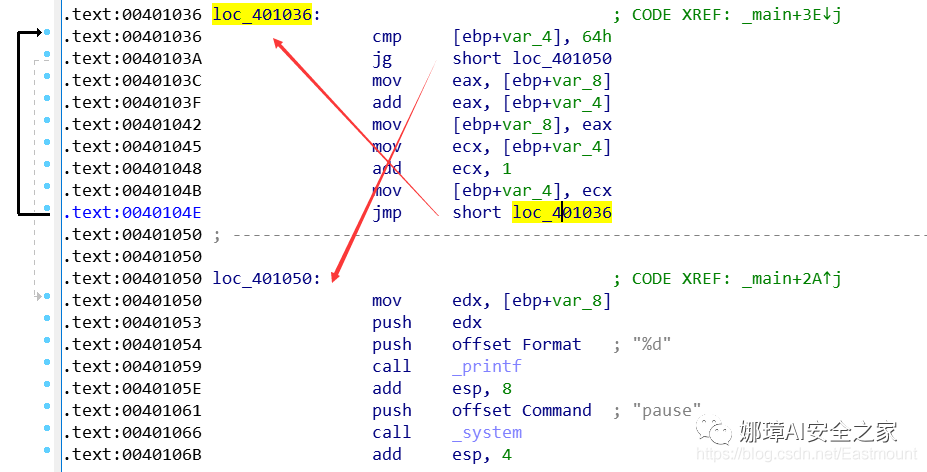 .text:00401036 loc_401036: ; CODE XREF: _main+3E↓j
.text:00401036 cmp [ebp+var_4], 64h
.text:0040103A jg short loc_401050
.text:0040103C mov eax, [ebp+var_8]
.text:0040103F add eax, [ebp+var_4]
.text:00401042 mov [ebp+var_8], eax
.text:00401045 mov ecx, [ebp+var_4]
.text:00401048 add ecx, 1
.text:0040104B mov [ebp+var_4], ecx
.text:0040104E jmp short loc_401036
.text:00401050 ; ---------------------------------------------------------------------------
.text:00401050
.text:00401050 loc_401050: ; CODE XREF: _main+2A↑j
.text:00401050 mov edx, [ebp+var_8]
.text:00401053 push edx
.text:00401054 push offset Format ; "%d"
.text:00401059 call _printf
.text:0040105E add esp, 8
.text:00401061 push offset Command ; "pause"
.text:00401066 call _system
.text:0040106B add esp, 4
娜璋AI安全之家
https://blog.csdn.net/Eastmount